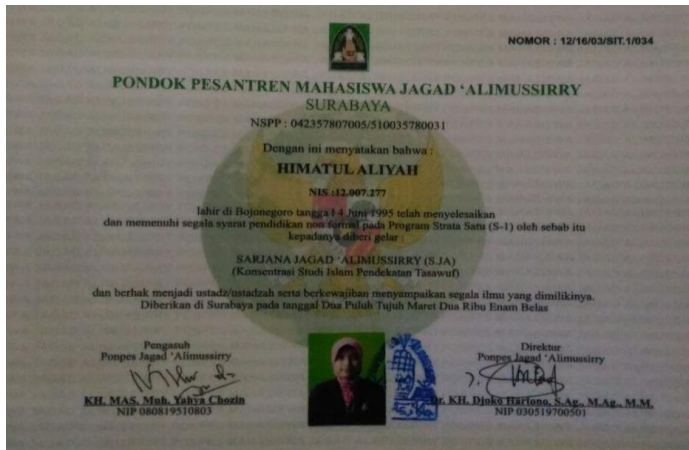 NOMOR : 12/16/03/SIT.1/034
PONDOK PESANTREN MAHASISWA JAGAD ‘ALIMUSSIRRY
SURABAYA
NSPP : 042357807005/510035780031
Dengan ini menyatakan bahwa :
HIMATUL ALIYAH
NIS :12.007.277
lahir di Bojonegoro tanggal 4 Juni 1995 telah menyelesaikan
dan memenuhi segala syarat pendidikan non formal pada Program Strata Satu (S-1) oleh sebab itu
kepadanya diberi gelar :
SARJANA JAGAD ‘ALIMUSSIRRY (S.JA)
(Konsentrasi Studi Islam Pendekatan Tasawuf)
dan berhak menjadi ustadz/ustadzah serta berkewajiban menyampaikan segala ilmu yang dimilikinya.
Diberikan di Surabaya pada tanggal Dua Puluh Tujuh Maret Dua Ribu Enam Belas
Pengasuh
Ponpes Jagad ‘Alimussirry
KH. MAS. Muh. Yahya Chozin
NIP 080819510803
Direktur
Ponpes Jagad ‘Alimussirry
Dr. KH. Djoko Hartono, S.Ag., M.Ag., M.M.
NIP 030519700501